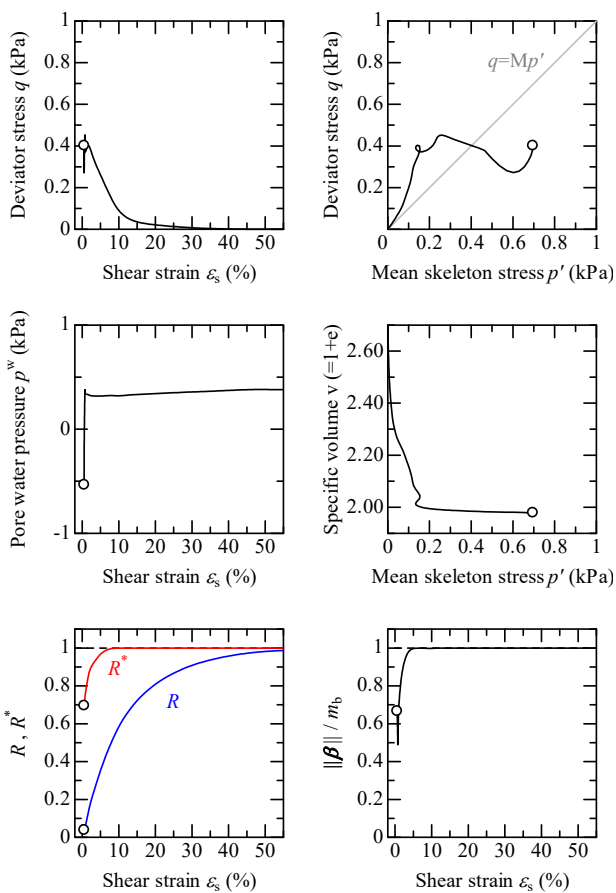 Deviator stress q (kPa)
1
0.8
0.6
0.4
0.2
0
0 10 20 30 40 50
Shear strain εs (%)
Deviator stress q (kPa)
1
0.8
0.6
0.4
0.2
0
q=Mp′
0 0.2 0.4 0.6 0.8 1
Mean skeleton stress p′ (kPa)
Pore water pressure pʷ (kPa)
1
0
-1
0 10 20 30 40 50
Shear strain εs (%)
Specific volume v (=1+e)
2.60
2.40
2.20
2.00
0 0.2 0.4 0.6 0.8 1
Mean skeleton stress p′ (kPa)
R , R*
1
0.8
0.6
0.4
0.2
0
R*
R
0 10 20 30 40 50
Shear strain εs (%)
||β|| / mb
1
0.8
0.6
0.4
0.2
0
0 10 20 30 40 50
Shear strain εs (%)